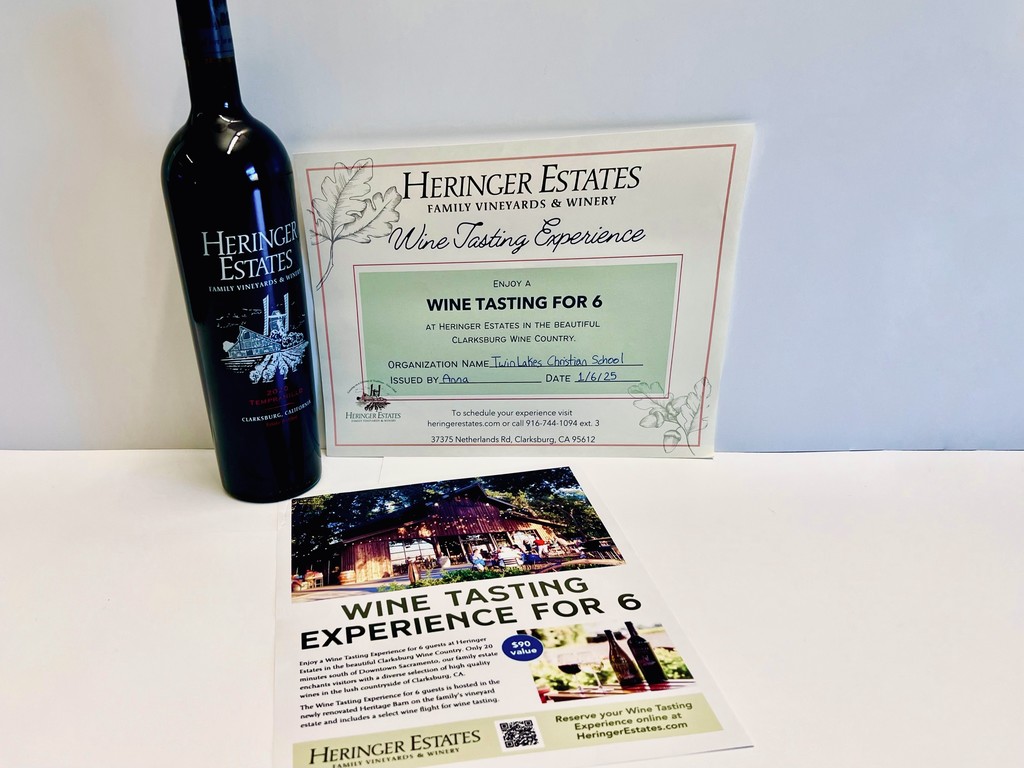 HERINGER
ESTATES
FAMILY VINEYARDS & WINERY
TEMPRANILLO
CLARKSBURG, CALIFORNIA
HERINGER ESTATES
FAMILY VINEYARDS & WINERY
Wine Tasting Experience
ENJOY A
WINE TASTING FOR 6
AT HERINGER ESTATES IN THE BEAUTIFUL
CLARKSBURG WINE COUNTRY.
ORGANIZATION NAME Twin Lakes Christian School
ISSUED BY Anna DATE 1/6/25
HERINGER ESTATES
FAMILY VINEYARDS & WINERY
To schedule your experience visit
heringerestates.com or call 916-744-1094 ext. 3
37375 Netherlands Rd, Clarksburg, CA 95612
WINE TASTING
EXPERIENCE FOR 6
Enjoy a Wine Tasting Experience for 6 guests at Heringer
Estates in the beautiful Clarksburg Wine Country. Only 20
minutes south of Downtown Sacramento, our family estate
enchants visitors with a diverse selection of high quality
wines in the lush countryside of Clarksburg, CA.
The Wine Tasting Experience for 6 guests is hosted in the
newly renovated Heritage Barn on the family's vineyard
estate and includes a select wine flight for wine tasting.
$90
value
HERINGER ESTATES
FAMILY VINEYARDS & WINERY
Reserve your Wine Tasting
Experience online at
HeringerEstates.com